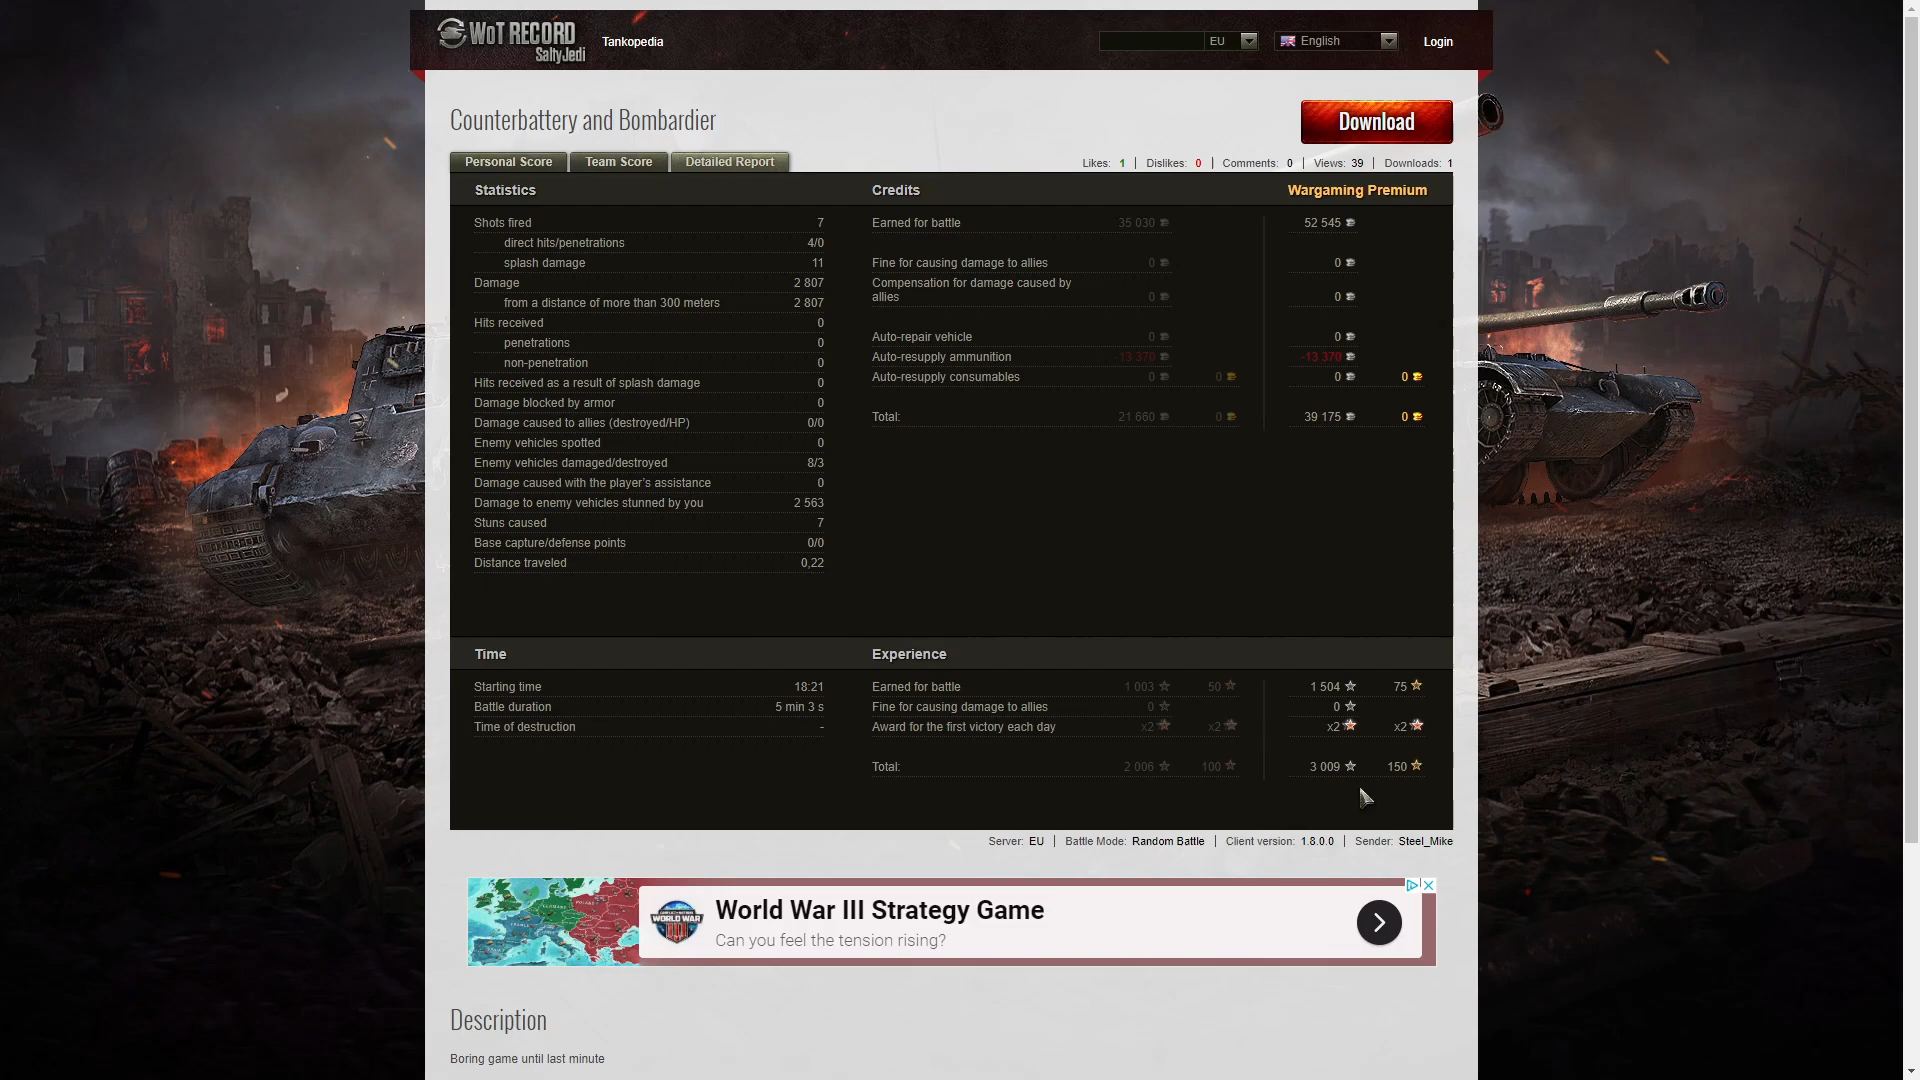 WoT RECORD
SaltyJedi
Tankopedia
EU
English
Login
Counterbattery and Bombardier
Download
Personal Score
Team Score
Detailed Report
Likes: 1 | Dislikes: 0 | Comments: 0 | Views: 39 | Downloads: 1
Statistics
Shots fired 7
direct hits/penetrations 4/0
splash damage 11
Damage 2 807
from a distance of more than 300 meters 2 807
Hits received 0
penetrations 0
non-penetration 0
Hits received as a result of splash damage 0
Damage blocked by armor 0
Damage caused to allies (destroyed/HP) 0/0
Enemy vehicles spotted 0
Enemy vehicles damaged/destroyed 8/3
Damage caused with the player's assistance 0
Damage to enemy vehicles stunned by you 2 563
Stuns caused 7
Base capture/defense points 0/0
Distance traveled 0,22
Credits
Wargaming Premium
Earned for battle 35 030 52 545
Fine for causing damage to allies 0 0
Compensation for damage caused by
allies 0 0
Auto-repair vehicle 0 0
Auto-resupply ammunition -13 370 -13 370
Auto-resupply consumables 0 0 0 0
Total: 21 660 0 39 175 0
Time
Starting time 18:21
Battle duration 5 min 3 s
Time of destruction -
Experience
Earned for battle 1 003 50 1 504 75
Fine for causing damage to allies 0 0
Award for the first victory each day x2 x2 x2 x2
Total: 2 006 100 3 009 150
Server: EU | Battle Mode: Random Battle | Client version: 1.8.0.0 | Sender: Steel_Mike
World War III Strategy Game
Can you feel the tension rising?
Description
Boring game until last minute